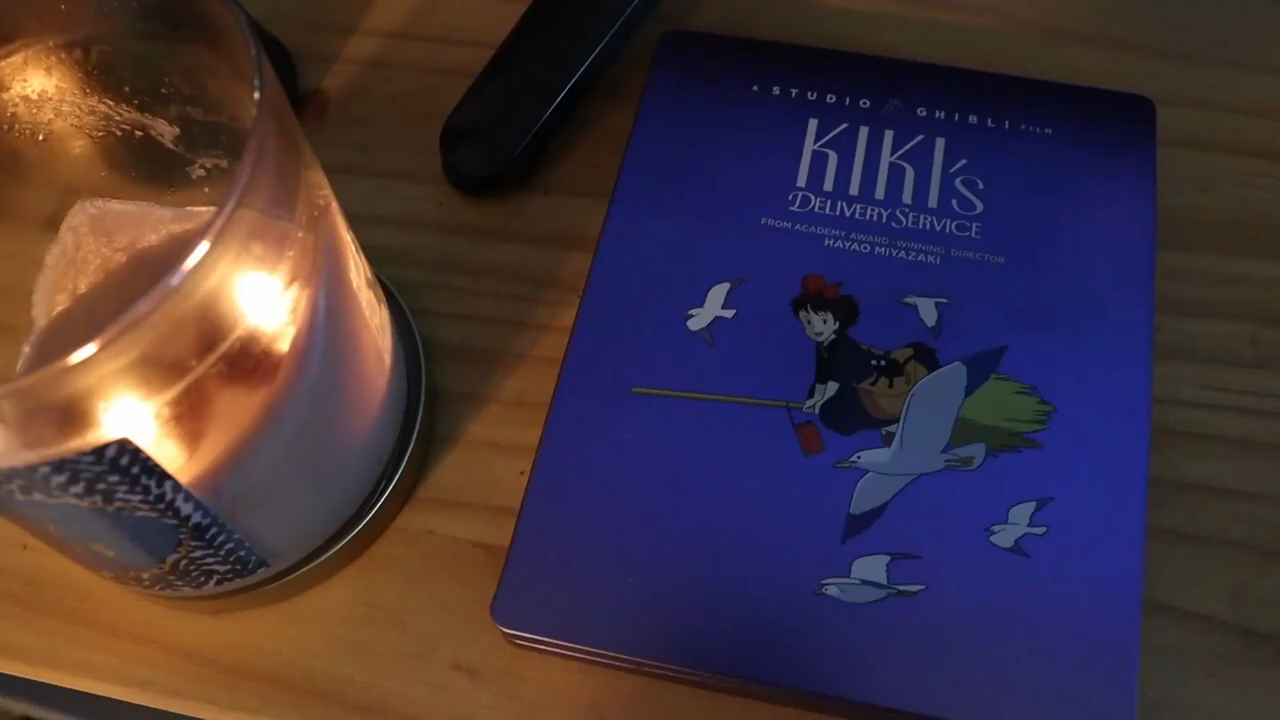 A STUDIO GHIBLI FILM
KIKI's
DELIVERY SERVICE
FROM ACADEMY AWARD-WINNING DIRECTOR
HAYAO MIYAZAKI